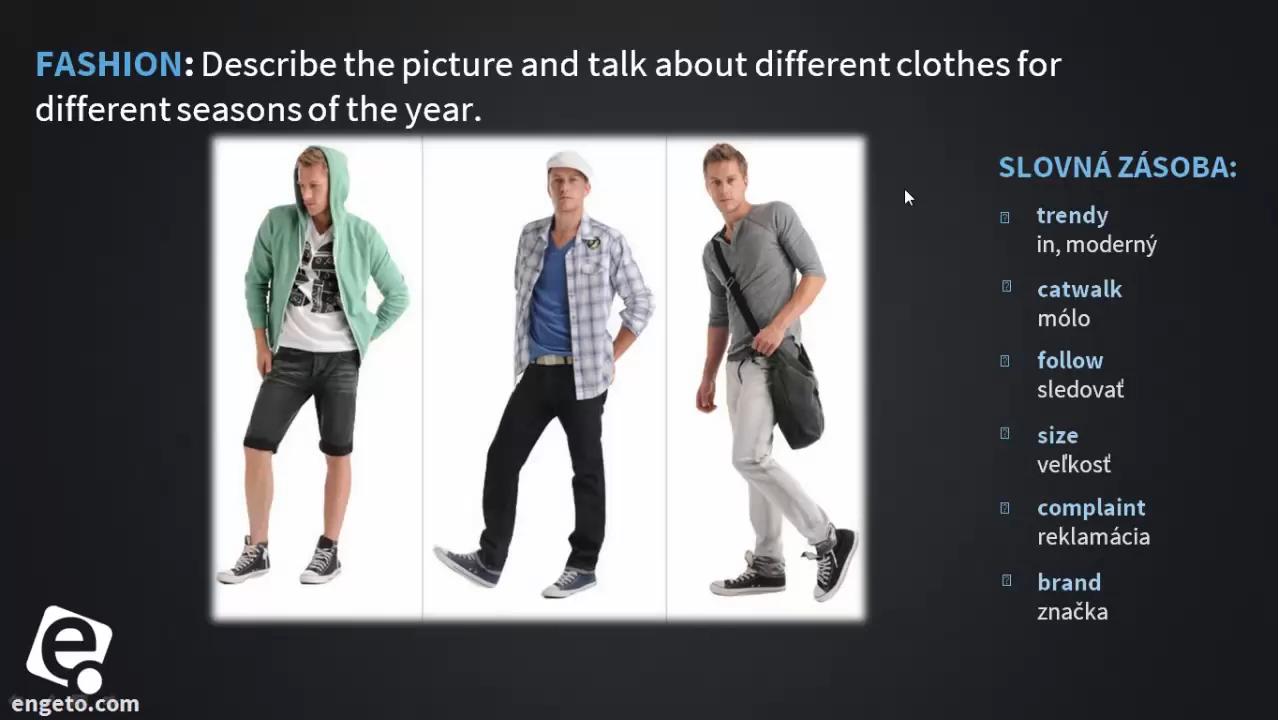 FASHION: Describe the picture and talk about different clothes for
different seasons of the year.
SLOVNÁ ZÁSOBA:
trendy
in, moderný
catwalk
mólo
follow
sledovať
size
veľkosť
complaint
reklamácia
brand
značka
e.
engeto.com